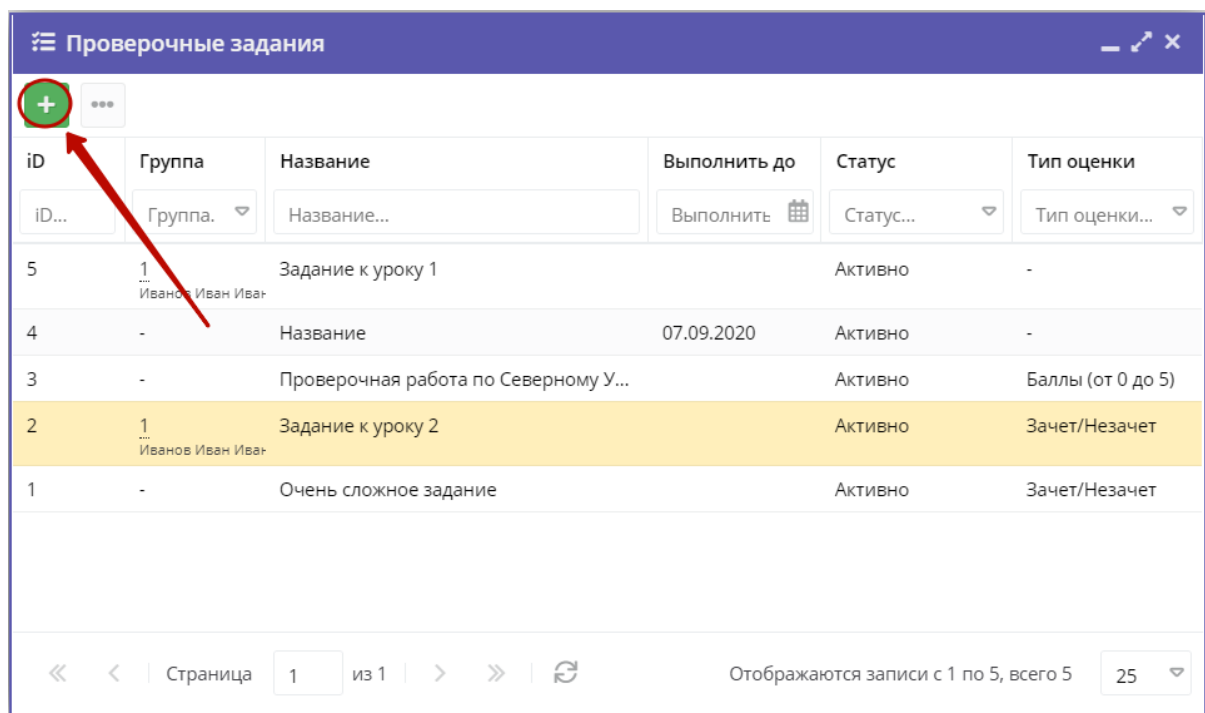 Проверочные задания
iD Группа Название Выполнить до Статус Тип оценки
iD... Группа. Название... Выполнить Статус... Тип оценки...
5 1 Задание к уроку 1 Активно -
Иванов Иван Иван
4 - Название 07.09.2020 Активно -
3 - Проверочная работа по Северному У... Активно Баллы (от 0 до 5)
2 1 Задание к уроку 2 Активно Зачет/Незачет
Иванов Иван Иван
1 - Очень сложное задание Активно Зачет/Незачет
Страница 1 из 1 Отображаются записи с 1 по 5, всего 5 25